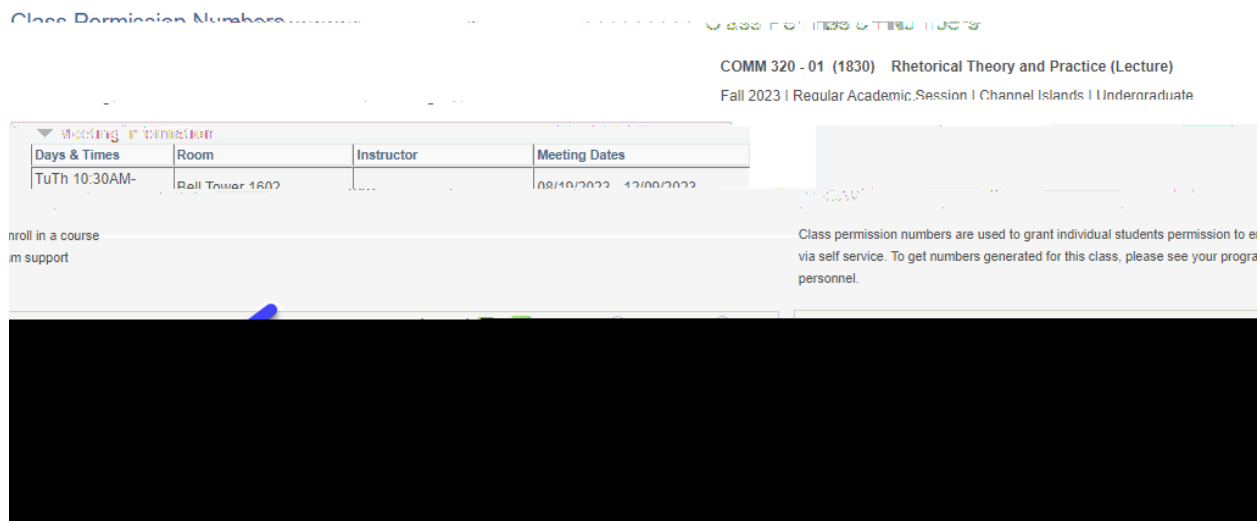 Class Permission Numbers
COMM 320 - 01 (1830) Rhetorical Theory and Practice (Lecture)
Fall 2023 | Regular Academic Session | Channel Islands | Undergraduate
Meeting Information
Days & Times Room Instructor Meeting Dates
TuTh 10:30AM- Bell Tower 1602 08/19/2023 - 12/09/2023
nroll in a course
m support
Class permission numbers are used to grant individual students permission to e
via self service. To get numbers generated for this class, please see your progra
personnel.